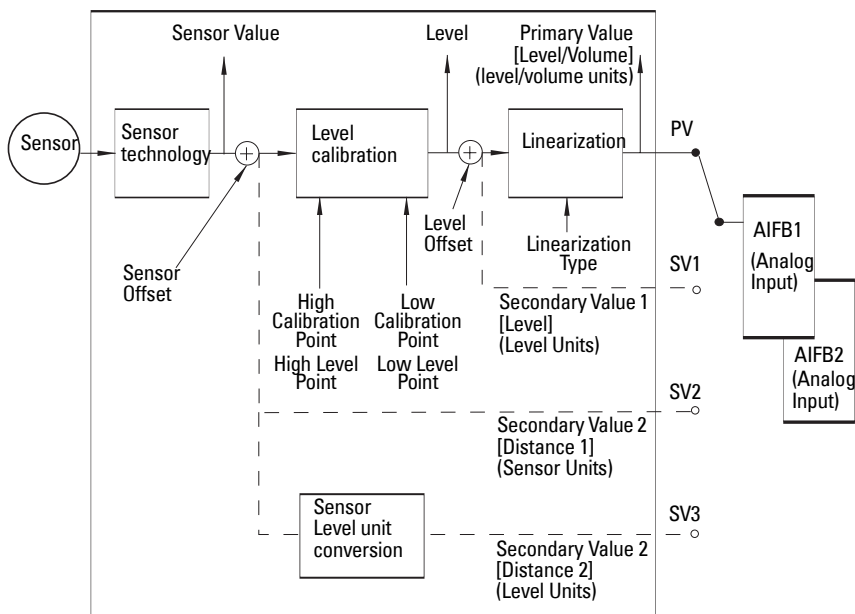 Sensor Value
Level
Primary Value
[Level/Volume]
(level/volume units)
Sensor
Sensor
technology
Level
calibration
Linearization
PV
Sensor
Offset
Level
Offset
Linearization
Type
High
Calibration
Point
High Level
Point
Low
Calibration
Point
Low Level
Point
SV1
Secondary Value 1
[Level]
(Level Units)
AIFB1
(Analog
Input)
AIFB2
(Analog
Input)
SV2
Secondary Value 2
[Distance 1]
(Sensor Units)
Sensor
Level unit
conversion
SV3
Secondary Value 2
[Distance 2]
(Level Units)